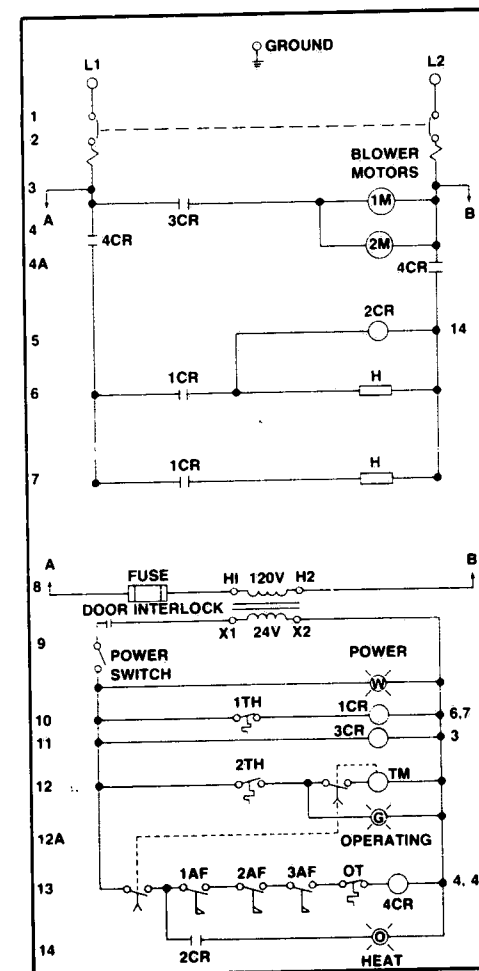 GROUND
L1 L2
1
2
BLOWER
MOTORS
3
A 3CR 1M B
4 4CR 2M
4A 4CR
2CR
5 14
1CR H
6
1CR H
7
A B
FUSE H1 120V H2
8
DOOR INTERLOCK X1 24V X2
9
POWER
SWITCH
POWER
W
1TH 1CR 6,7
10
3CR 3
11
2TH TM
12
G
OPERATING
12A
1AF 2AF 3AF OT 4, 4
13
4CR
2CR O
14 HEAT